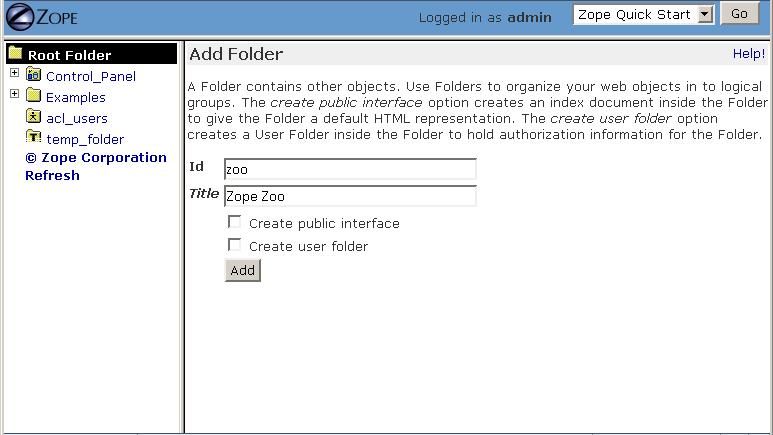 ZOPE
Logged in as admin
Zope Quick Start
Go
Root Folder
Control_Panel
Examples
acl_users
temp_folder
© Zope Corporation
Refresh
Add Folder
Help!
A Folder contains other objects. Use Folders to organize your web objects in to logical
groups. The create public interface option creates an index document inside the Folder
to give the Folder a default HTML representation. The create user folder option
creates a User Folder inside the Folder to hold authorization information for the Folder.
Id
zoo
Title
Zope Zoo
Create public interface
Create user folder
Add